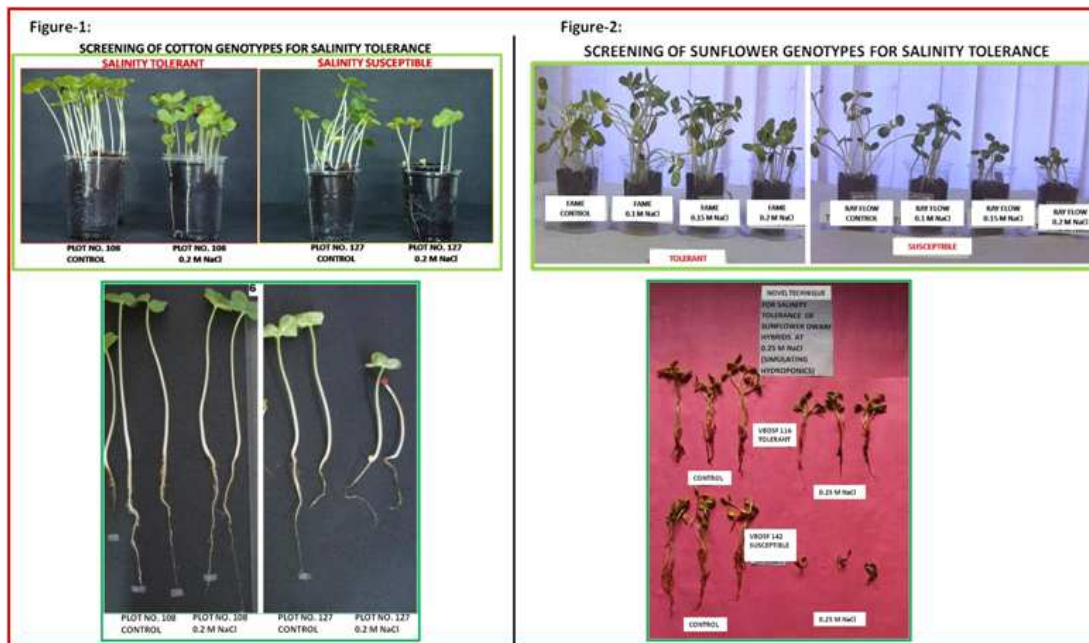 Figure-1:
SCREENING OF COTTON GENOTYPES FOR SALINITY TOLERANCE
SALINITY TOLERANT
SALINITY SUSCEPTIBLE
PLOT NO. 108
CONTROL
PLOT NO. 108
0.2 M NaCl
PLOT NO. 127
CONTROL
PLOT NO. 127
0.2 M NaCl
6
PLOT NO. 108
CONTROL
PLOT NO. 108
0.2 M NaCl
PLOT NO. 127
CONTROL
PLOT NO. 127
0.2 M NaCl
Figure-2:
SCREENING OF SUNFLOWER GENOTYPES FOR SALINITY TOLERANCE
FAME
CONTROL
FAME
0.1 M NaCl
FAME
0.15 M NaCl
FAME
0.2 M NaCl
TOLERANT
RAY FLOW
CONTROL
RAY FLOW
0.1 M NaCl
RAY FLOW
0.15 M NaCl
RAY FLOW
0.2 M NaCl
SUSCEPTIBLE
NOVEL TECHNIQUE
FOR SALINITY
TOLERANCE OF
SUNFLOWER DWARF
HYBRIDS AT
0.25 M NaCl
(SIMULATING
HYDROPONICS)
VBOSF 116
TOLERANT
CONTROL
0.25 M NaCl
VBOSF 142
SUSCEPTIBLE
CONTROL
0.25 M NaCl